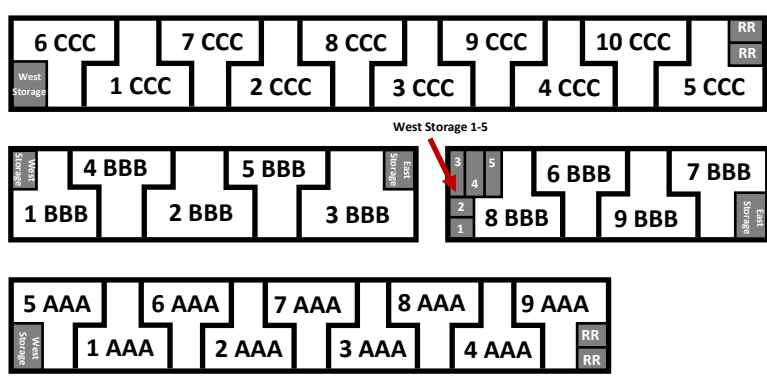 6 CCC 7 CCC 8 CCC 9 CCC 10 CCC RR
RR
West
Storage
1 CCC 2 CCC 3 CCC 4 CCC 5 CCC
West Storage 1-5
West
Storage
4 BBB 5 BBB
East
Storage
1 BBB 2 BBB 3 BBB
3 5
4
6 BBB 7 BBB
2
1
8 BBB 9 BBB
East
Storage
5 AAA 6 AAA 7 AAA 8 AAA 9 AAA
West
Storage
1 AAA 2 AAA 3 AAA 4 AAA
RR
RR